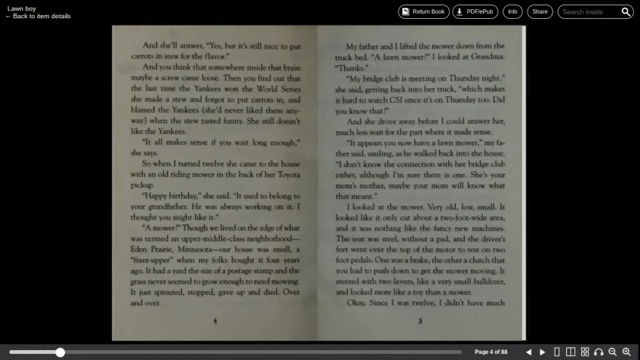 Lawn boy
← Back to item details
Return Book
PDF/ePub
Info
Share
Search inside
And she'll answer, "Yes, but it's still nice to put
carrots in stew for the flavor."
And you think that somewhere inside that brain
maybe a screw came loose. Then you find out that
the last time the Yankees won the World Series
she made a stew and forgot to put carrots in, and
blamed the Yankees (she'd never liked them any-
way) when the stew tasted funny. She still doesn't
like the Yankees.
"It all makes sense if you wait long enough,"
she says.
So when I turned twelve she came to the house
with an old riding mower in the back of her Toyota
pickup.
"Happy birthday," she said. "It used to belong to
your grandfather. He was always working on it. I
thought you might like it."
"A mower?" Though we lived on the edge of what
was termed an upper-middle-class neighborhood—
Eden Prairie, Minnesota—our house was small, a
"fixer-upper" when my folks bought it four years
ago. It had a yard the size of a postage stamp and the
grass never seemed to grow enough to need mowing.
It just sprouted, stopped, gave up and died. Over
and over.
4
My father and I lifted the mower down from the
truck bed. "A lawn mower?" I looked at Grandma.
"Thanks."
"My bridge club is meeting on Thursday night,"
she said, getting back into her truck, "which makes
it hard to watch CSI since it's on Thursday too. Did
you know that?"
And she drove away before I could answer her,
much less wait for the part where it made sense.
"It appears you now have a lawn mower," my fa-
ther said, smiling, as he walked back into the house.
"I don't know the connection with her bridge club
either, although I'm sure there is one. She's your
mom's mother, maybe your mom will know what
that meant."
I looked at the mower. Very old, low, small. It
looked like it only cut about a two-foot-wide area,
and it was nothing like the fancy new machines.
The seat was steel, without a pad, and the driver's
feet went over the top of the motor to rest on two
foot pedals. One was a brake, the other a clutch that
you had to push down to get the mower moving. It
steered with two levers, like a very small bulldozer,
and looked more like a toy than a mower.
Okay. Since I was twelve, I didn't have much
5
Page 4 of 88